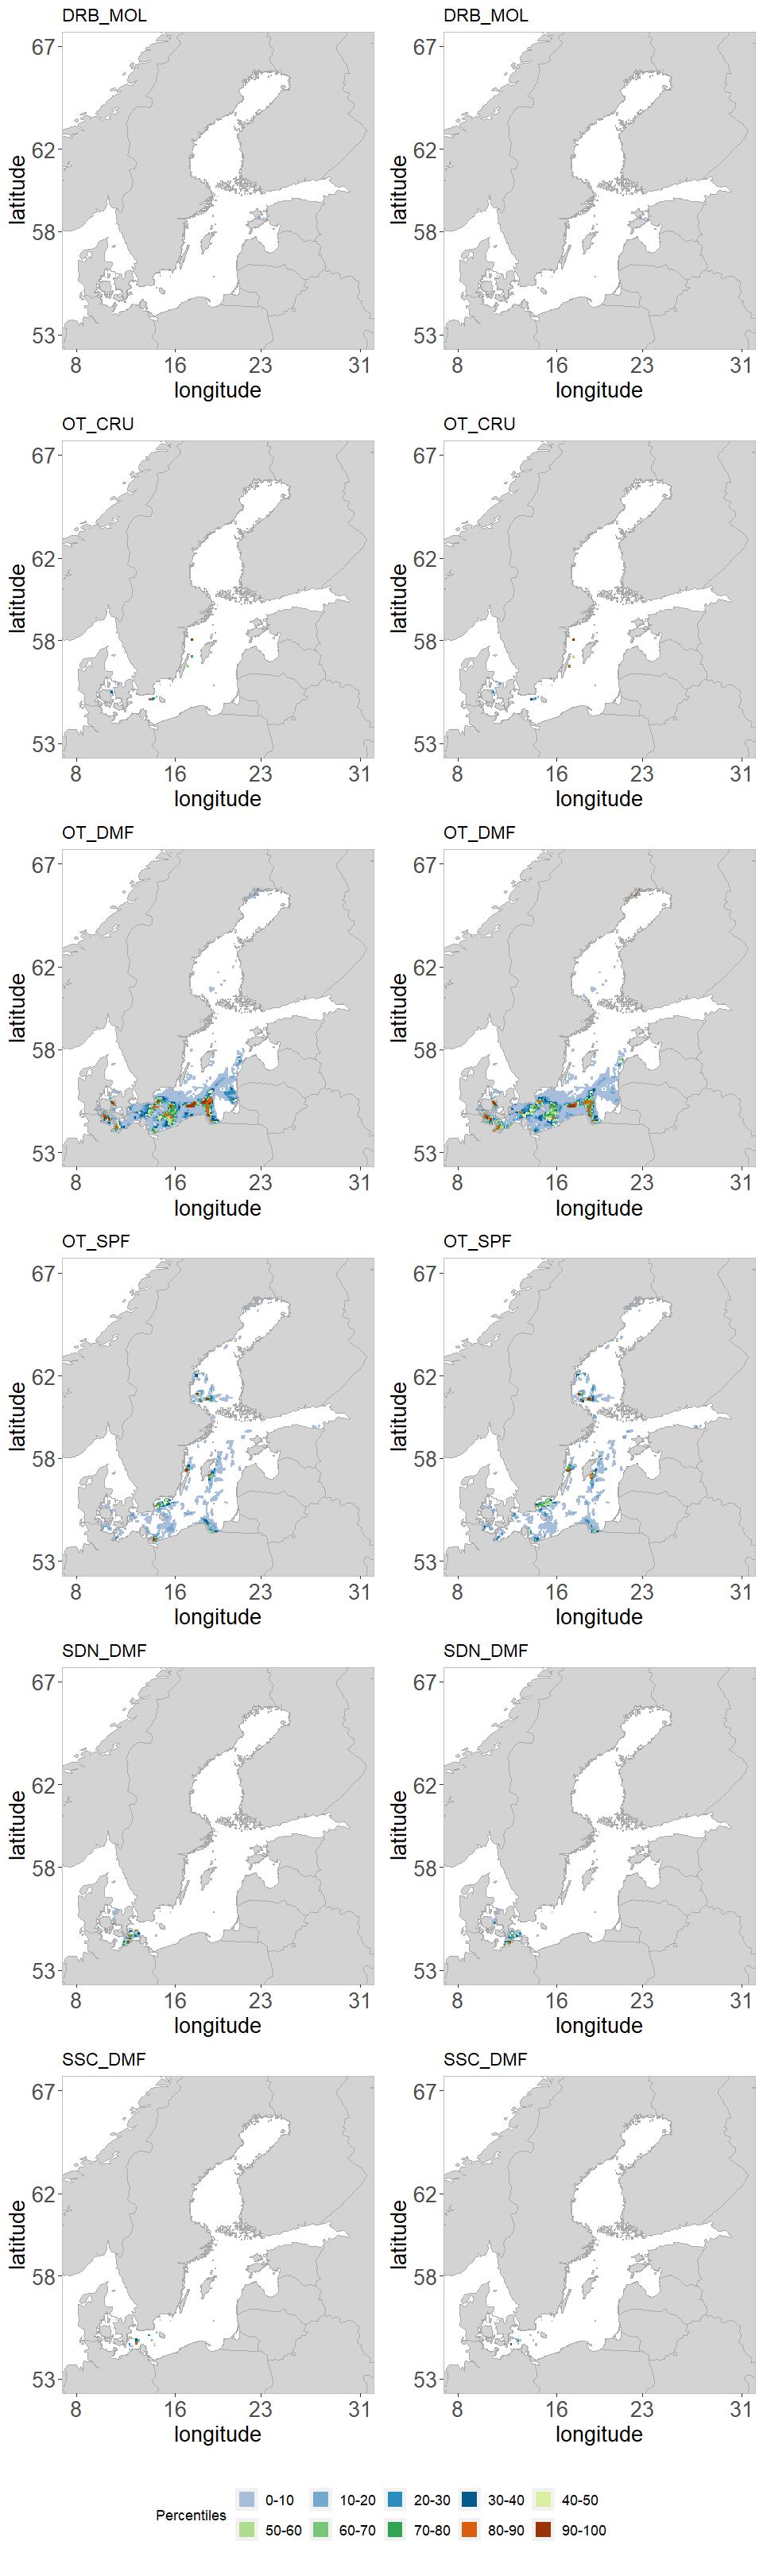 DRB_MOL DRB_MOL
67 67
62 62
58 58
53 53
latitude latitude
8 16 23 31 8 16 23 31
longitude longitude
OT_CRU OT_CRU
67 67
62 62
58 58
53 53
latitude latitude
8 16 23 31 8 16 23 31
longitude longitude
OT_DMF OT_DMF
67 67
62 62
58 58
53 53
latitude latitude
8 16 23 31 8 16 23 31
longitude longitude
OT_SPF OT_SPF
67 67
62 62
58 58
53 53
latitude latitude
8 16 23 31 8 16 23 31
longitude longitude
SDN_DMF SDN_DMF
67 67
62 62
58 58
53 53
latitude latitude
8 16 23 31 8 16 23 31
longitude longitude
SSC_DMF SSC_DMF
67 67
62 62
58 58
53 53
latitude latitude
8 16 23 31 8 16 23 31
longitude longitude
Percentiles
0-10 10-20 20-30 30-40 40-50
50-60 60-70 70-80 80-90 90-100